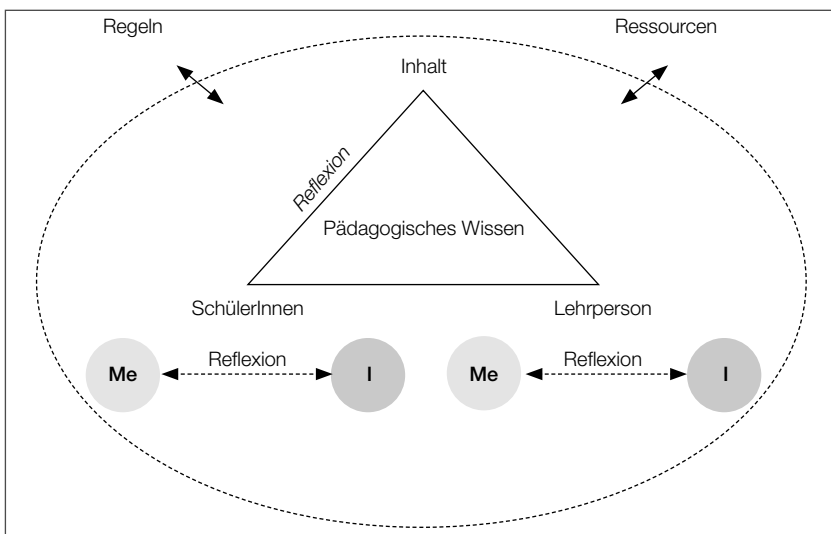 Regeln
Ressourcen
Inhalt
Reflexion
Pädagogisches Wissen
SchülerInnen
Lehrperson
Me
Reflexion
I
Me
Reflexion
I